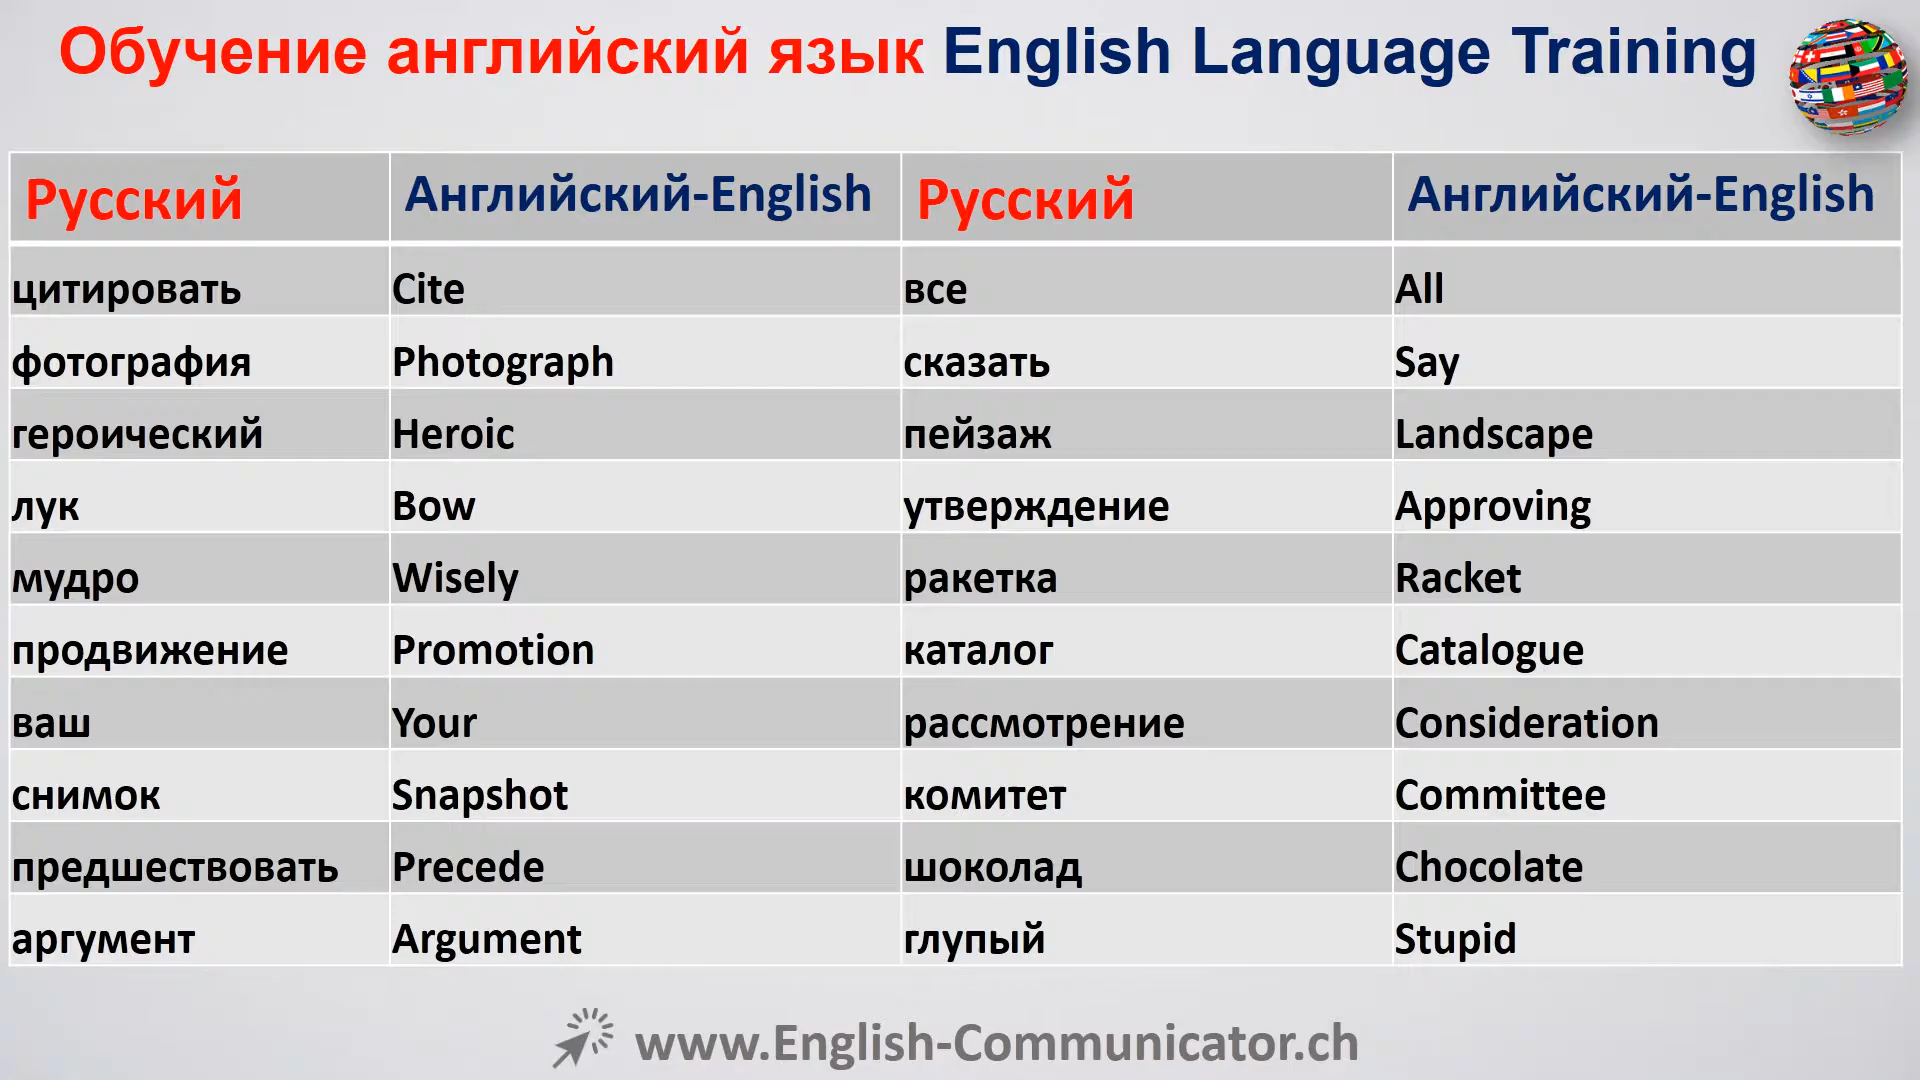 Обучение английский язык English Language Training
Русский Английский-English Русский Английский-English
цитировать Cite все All
фотография Photograph сказать Say
героический Heroic пейзаж Landscape
лук Bow утверждение Approving
мудро Wisely ракетка Racket
продвижение Promotion каталог Catalogue
ваш Your рассмотрение Consideration
снимок Snapshot комитет Committee
предшествовать Precede шоколад Chocolate
аргумент Argument глупый Stupid
www.English-Communicator.ch